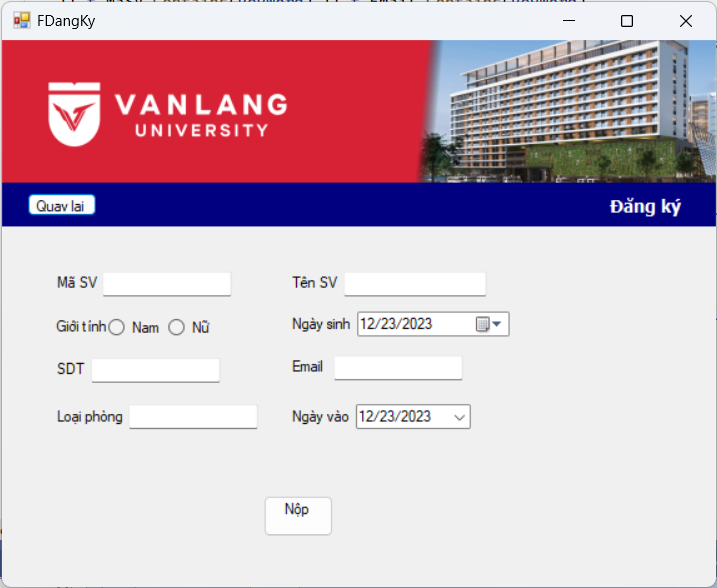 FDangKy
VANLANG
UNIVERSITY
Quay lại
Đăng ký
Mã SV
Tên SV
Giới tính Nam Nữ
Ngày sinh 12/23/2023
SDT
Email
Loại phòng
Ngày vào 12/23/2023
Nộp